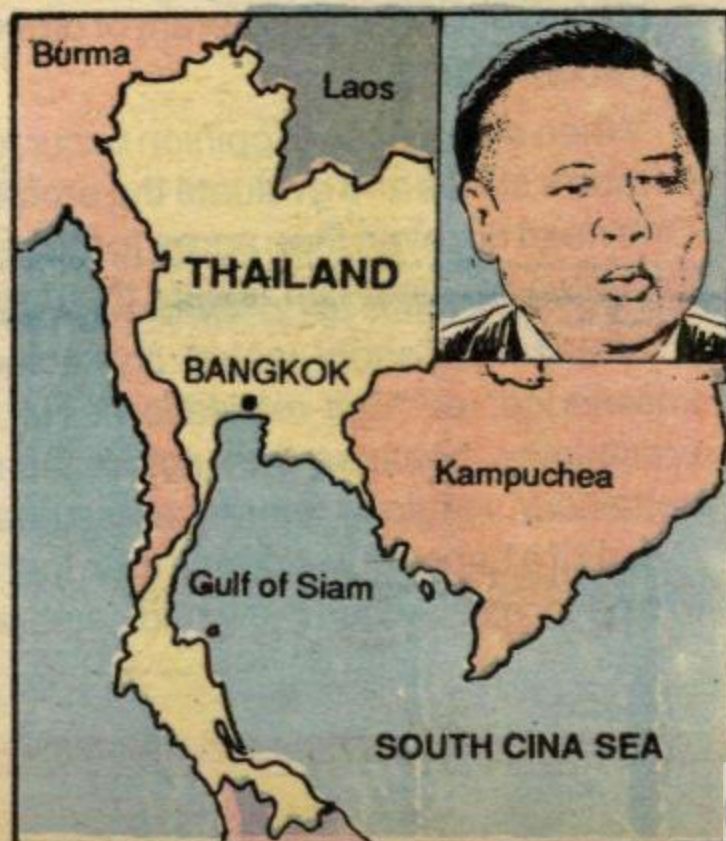 Burma
Laos
THAILAND
BANGKOK
Kampuchea
Gulf of Siam
SOUTH CINA SEA